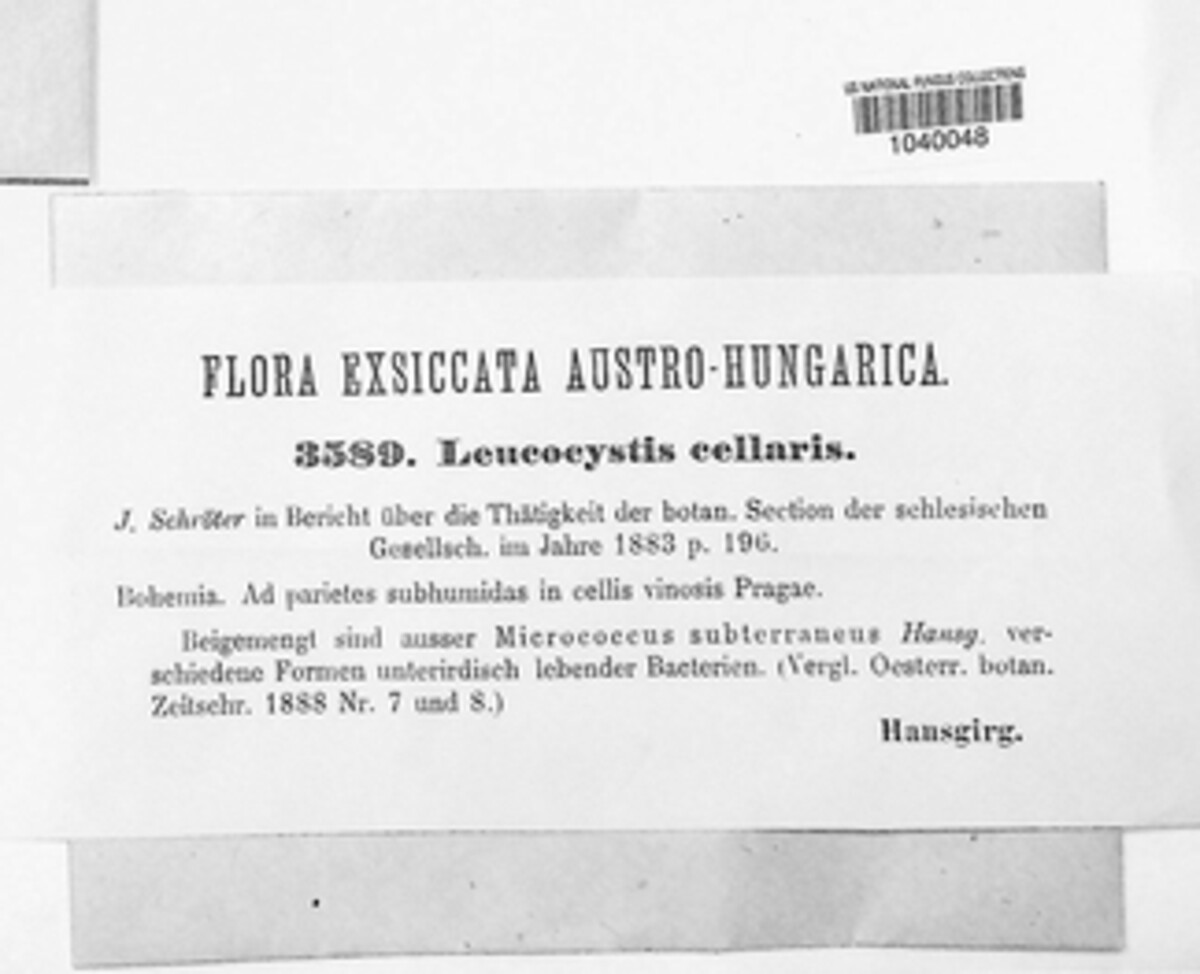 US NATIONAL FUNGUS COLLECTIONS
1040048
FLORA EXSICCATA AUSTRO-HUNGARICA.
3589. Leucocystis cellaris.
J. Schröter in Bericht über die Thätigkeit der botan. Section der schlesischen
Gesellsch. im Jahre 1883 p. 196.
Bohemia. Ad parietes subhumidas in cellis vinosis Pragae.
Beigemengt sind ausser Micrococcus subterraneus Hansg. ver-
schiedene Formen unterirdisch lebender Bacterien. (Vergl. Oesterr. botan.
Zeitschr. 1888 Nr. 7 und 8.)
Hansgirg.